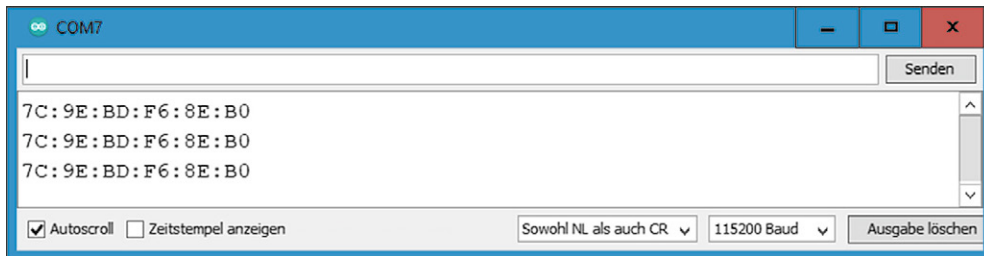 COM7
Senden
7C:9E:BD:F6:8E:B0
7C:9E:BD:F6:8E:B0
7C:9E:BD:F6:8E:B0
Autoscroll Zeitstempel anzeigen Sowohl NL als auch CR 115200 Baud Ausgabe löschen